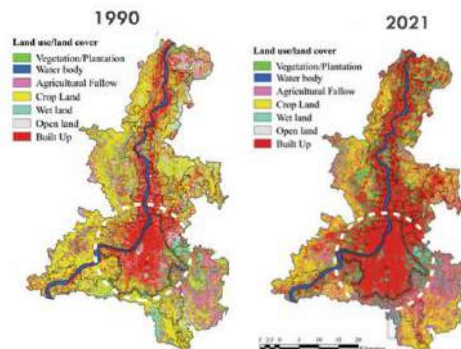 1990
Land use/land cover
Vegetation/Plantation
Water body
Agricultural Fallow
Crop Land
Wet land
Open land
Built Up
2021
Land use/land cover
Vegetation/Plantation
Water body
Agricultural Fallow
Crop Land
Wet land
Open land
Built Up